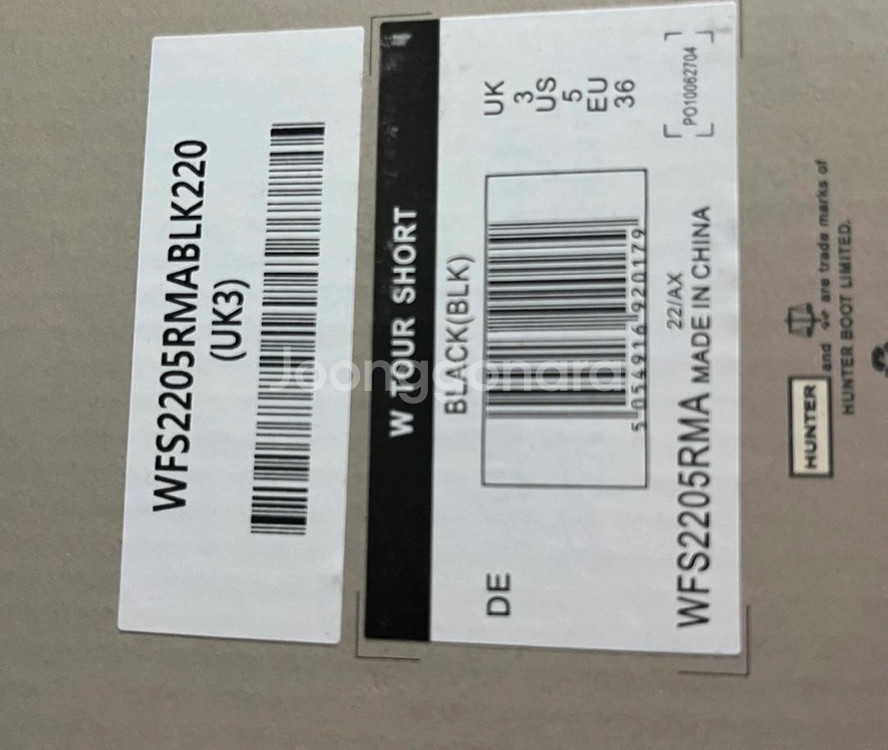 WFS2205RMABLK220
(UK3)
W TOUR SHORT
BLACK(BLK)
DE
UK
3
US
5
EU
36
5 054916 920179
22/AX
WFS2205RMA MADE IN CHINA
PO10062704
HUNTER and are trade marks of
HUNTER BOOT LIMITED.
Joonggonara